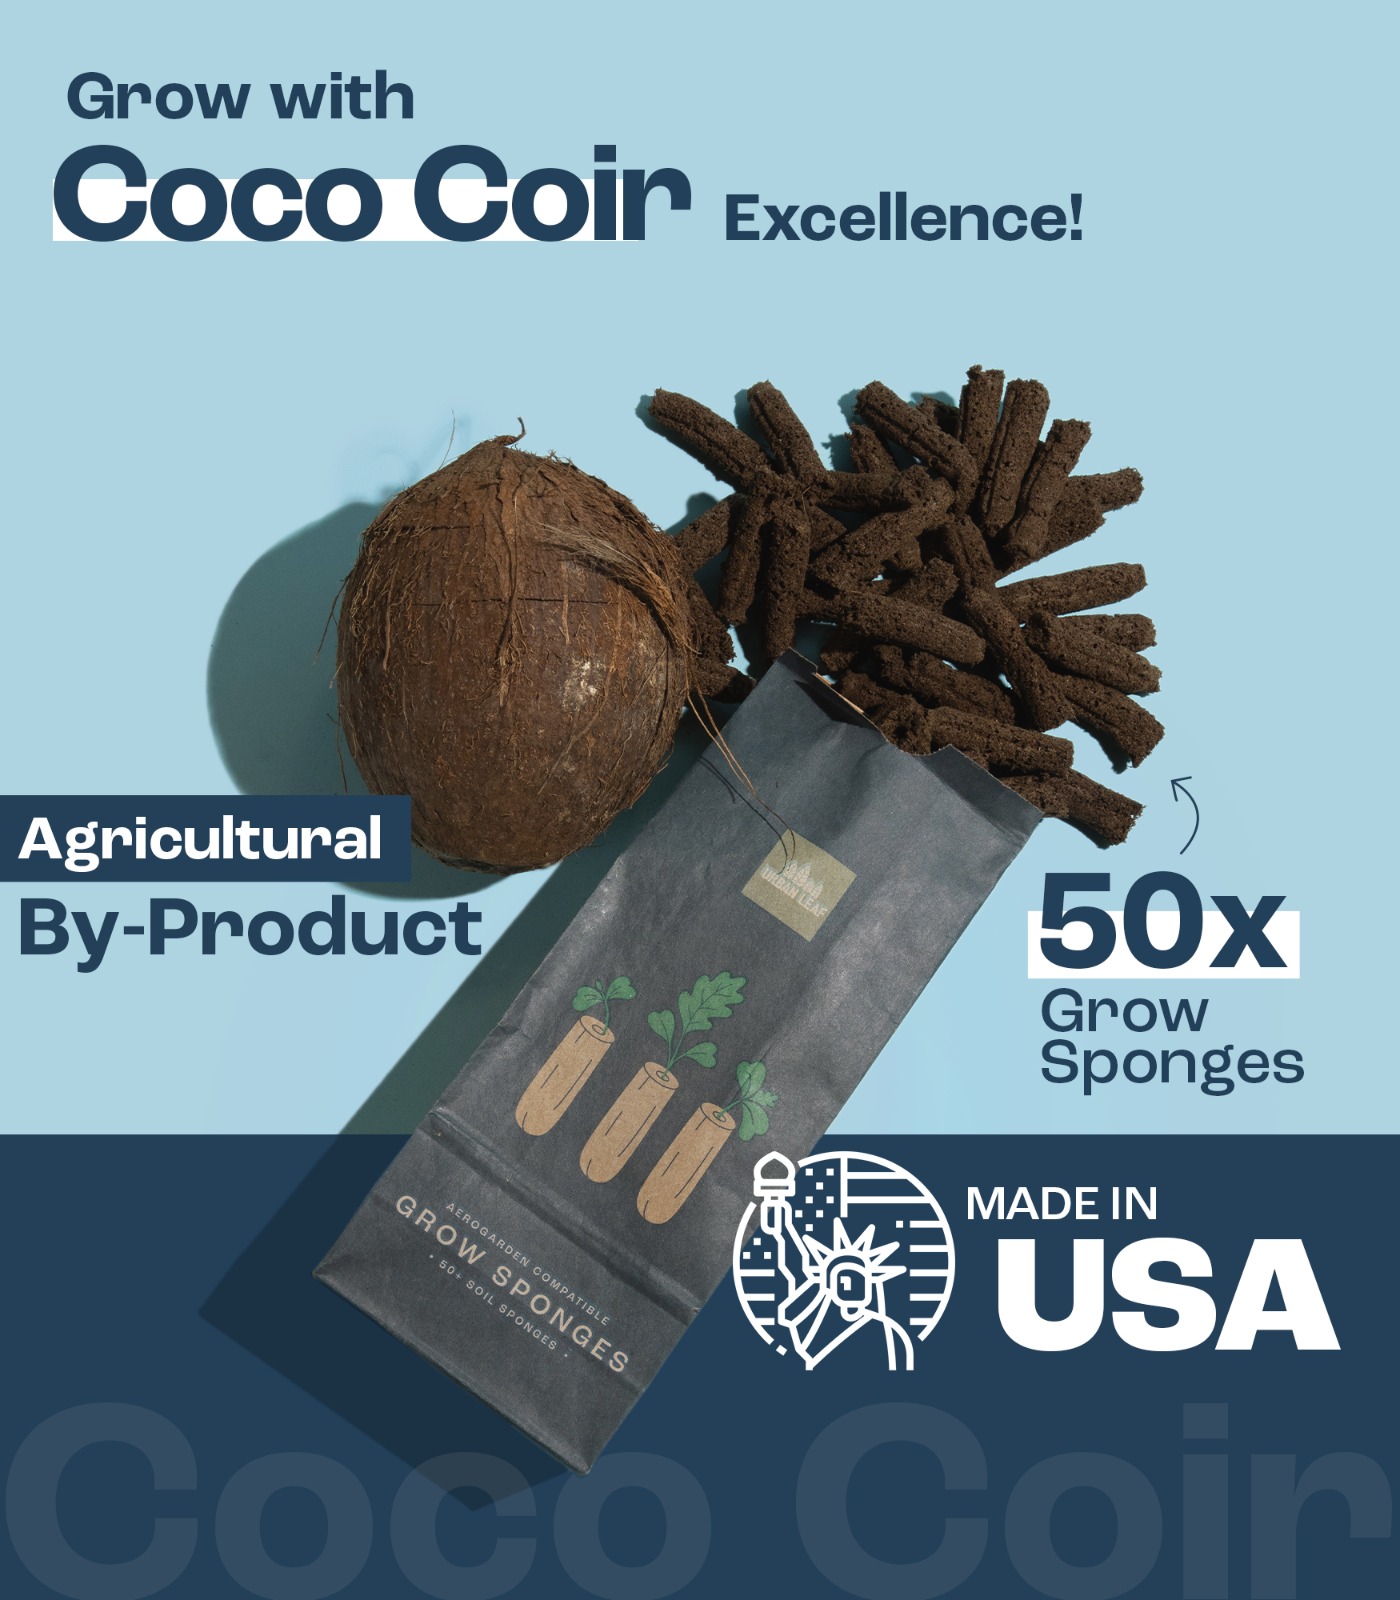 Grow with
Coco Coir Excellence!
Agricultural
By-Product
50x
Grow
Sponges
URBAN LEAF
AEROGARDEN COMPATIBLE
GROW SPONGES
• 50+ SOIL SPONGES •
MADE IN
USA
Coco Coir